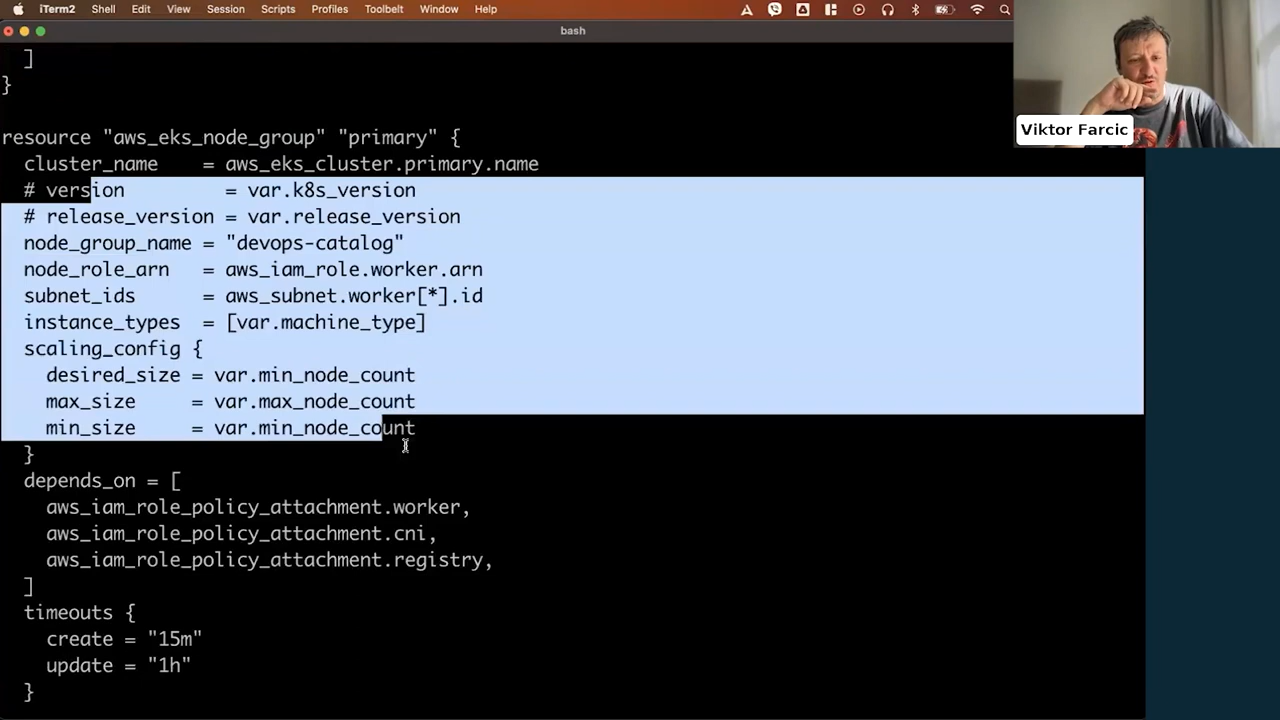 iTerm2 Shell Edit View Session Scripts Profiles Toolbelt Window Help
bash
]
}
resource "aws_eks_node_group" "primary" {
cluster_name = aws_eks_cluster.primary.name
# version = var.k8s_version
# release_version = var.release_version
node_group_name = "devops-catalog"
node_role_arn = aws_iam_role.worker.arn
subnet_ids = aws_subnet.worker[*].id
instance_types = [var.machine_type]
scaling_config {
desired_size = var.min_node_count
max_size = var.max_node_count
min_size = var.min_node_count
}
depends_on = [
aws_iam_role_policy_attachment.worker,
aws_iam_role_policy_attachment.cni,
aws_iam_role_policy_attachment.registry,
]
timeouts {
create = "15m"
update = "1h"
}
Viktor Farcic